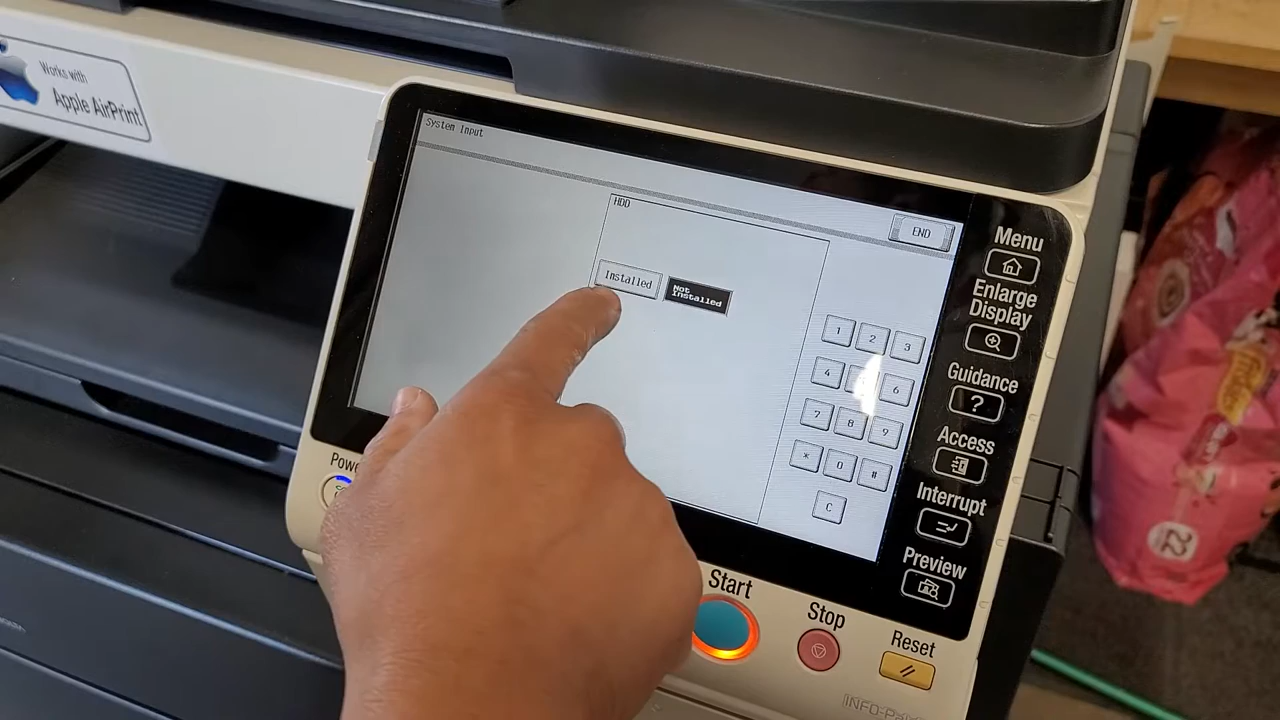 Works with
Apple AirPrint
System Input
HDD
END
Installed
Not
Installed
1
2
3
4
6
7
8
9
*
0
#
C
Menu
Enlarge
Display
Guidance
?
Access
Interrupt
Preview
Start
Stop
Reset
22